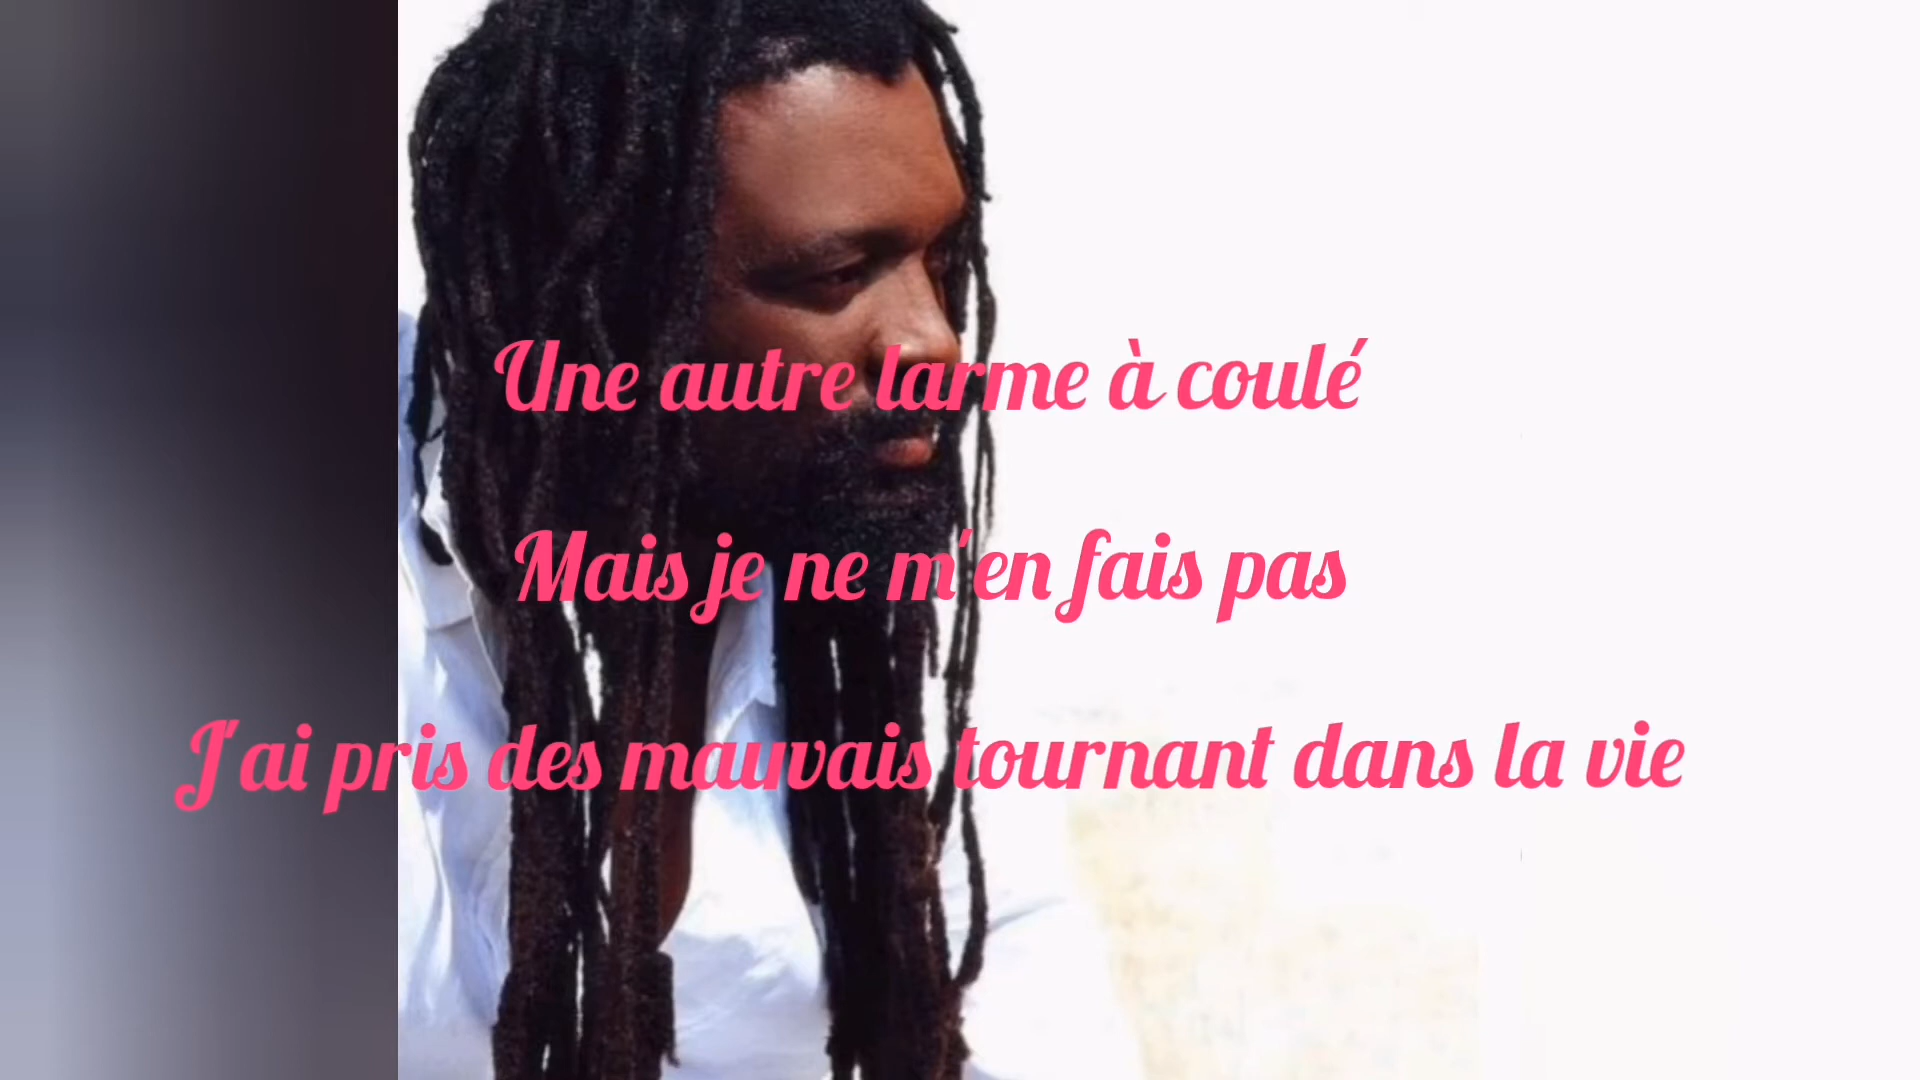 Une autre larme à coulé
Mais je ne m'en fais pas
J'ai pris des mauvais tournant dans la vie